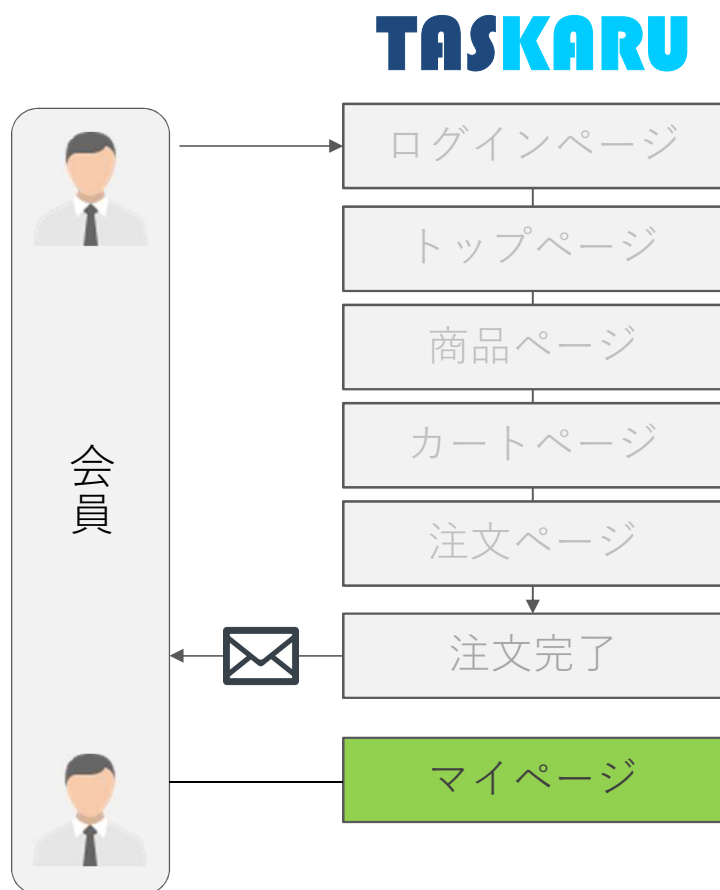 TASKARU
ログインページ
トップページ
商品ページ
カートページ
会員
注文ページ
注文完了
マイページ